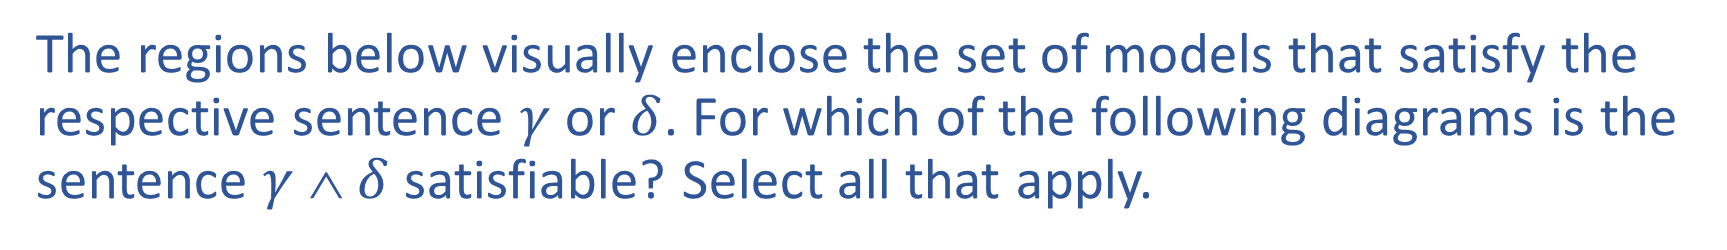 The regions below visually enclose the set of models that satisfy the
respective sentence γ or δ. For which of the following diagrams is the
sentence γ ∧ δ satisfiable? Select all that apply.